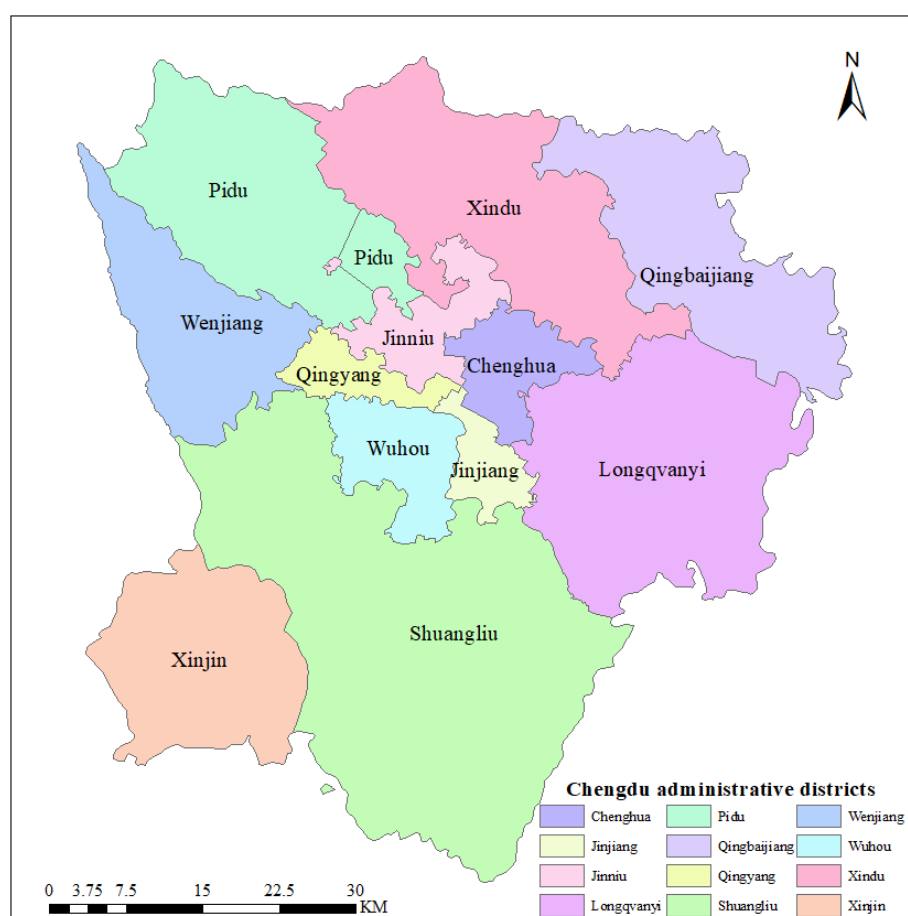 N
Pidu
Xindu
Pidu
Qingbaijiang
Wenjiang
Jinniu
Chenghua
Qingyang
Wuhou
Jinjiang
Longqvanyi
Shuangliu
Xinjin
Chengdu administrative districts
Chenghua Pidu Wenjiang
Jinjiang Qingbaijiang Wuhou
Jinniu Qingyang Xindu
Longqvanyi Shuangliu Xinjin
0 3.75 7.5 15 22.5 30
KM